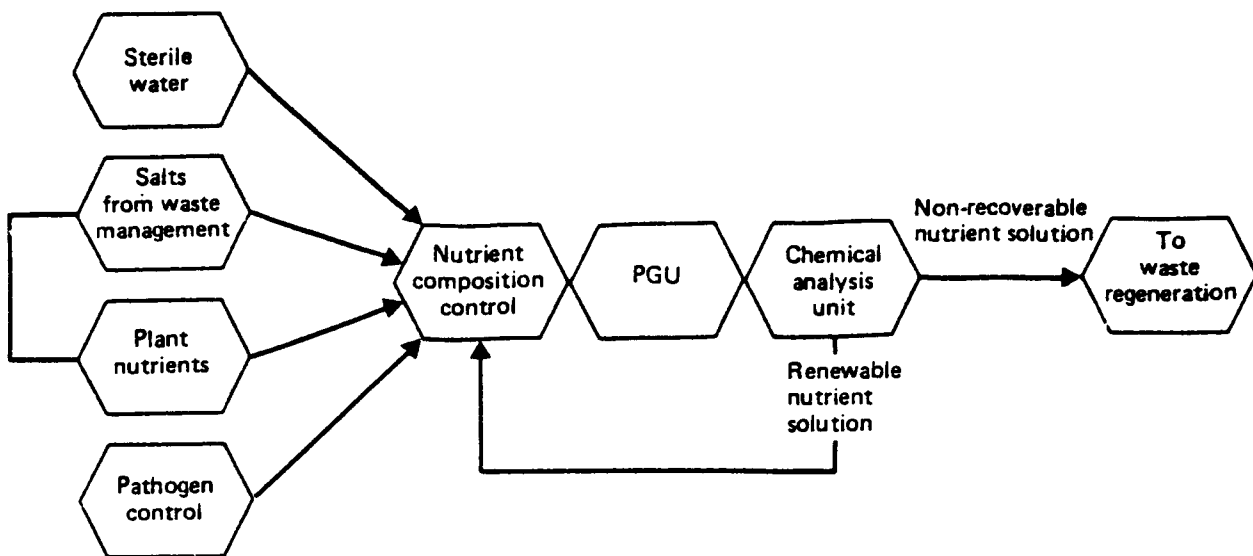 Sterile
water
Salts
from waste
management
Plant
nutrients
Pathogen
control
Nutrient
composition
control
PGU
Chemical
analysis
unit
Non-recoverable
nutrient solution
To
waste
regeneration
Renewable
nutrient
solution